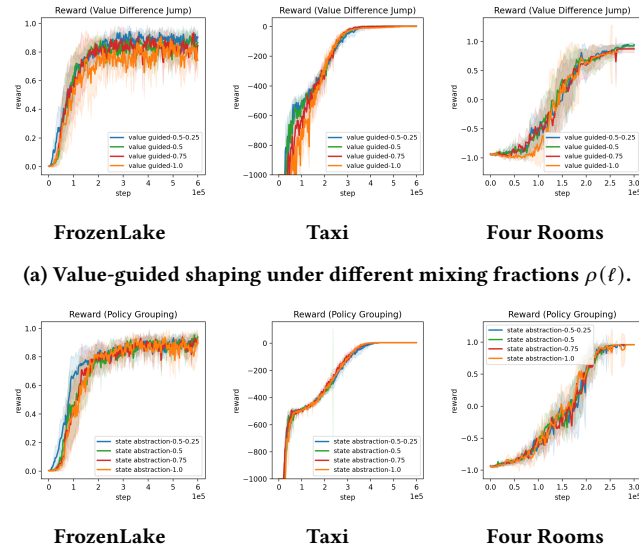 Reward (Value Difference Jump)
reward
1.0
0.8
0.6
0.4
0.2
0.0
value guided-0.5-0.25
value guided-0.5
value guided-0.75
value guided-1.0
0 1 2 3 4 5 6
step
1e5
Reward (Value Difference Jump)
reward
0
−200
−400
−600
−800
−1000
value guided-0.5-0.25
value guided-0.5
value guided-0.75
value guided-1.0
0 1 2 3 4 5 6
step
1e5
Reward (Value Difference Jump)
reward
1.0
0.5
0.0
−0.5
−1.0
value guided-0.5-0.25
value guided-0.5
value guided-0.75
value guided-1.0
0.0 0.5 1.0 1.5 2.0 2.5 3.0
step
1e5
FrozenLake Taxi Four Rooms
(a) Value-guided shaping under different mixing fractions ρ(ℓ).
Reward (Policy Grouping)
reward
1.0
0.8
0.6
0.4
0.2
0.0
state abstraction-0.5-0.25
state abstraction-0.5
state abstraction-0.75
state abstraction-1.0
0 1 2 3 4 5 6
step
1e5
Reward (Policy Grouping)
reward
0
−200
−400
−600
−800
−1000
state abstraction-0.5-0.25
state abstraction-0.5
state abstraction-0.75
state abstraction-1.0
0 1 2 3 4 5 6
step
1e5
Reward (Policy Grouping)
reward
1.0
0.5
0.0
−0.5
−1.0
state abstraction-0.5-0.25
state abstraction-0.5
state abstraction-0.75
state abstraction-1.0
0.0 0.5 1.0 1.5 2.0 2.5 3.0
step
1e5
FrozenLake Taxi Four Rooms